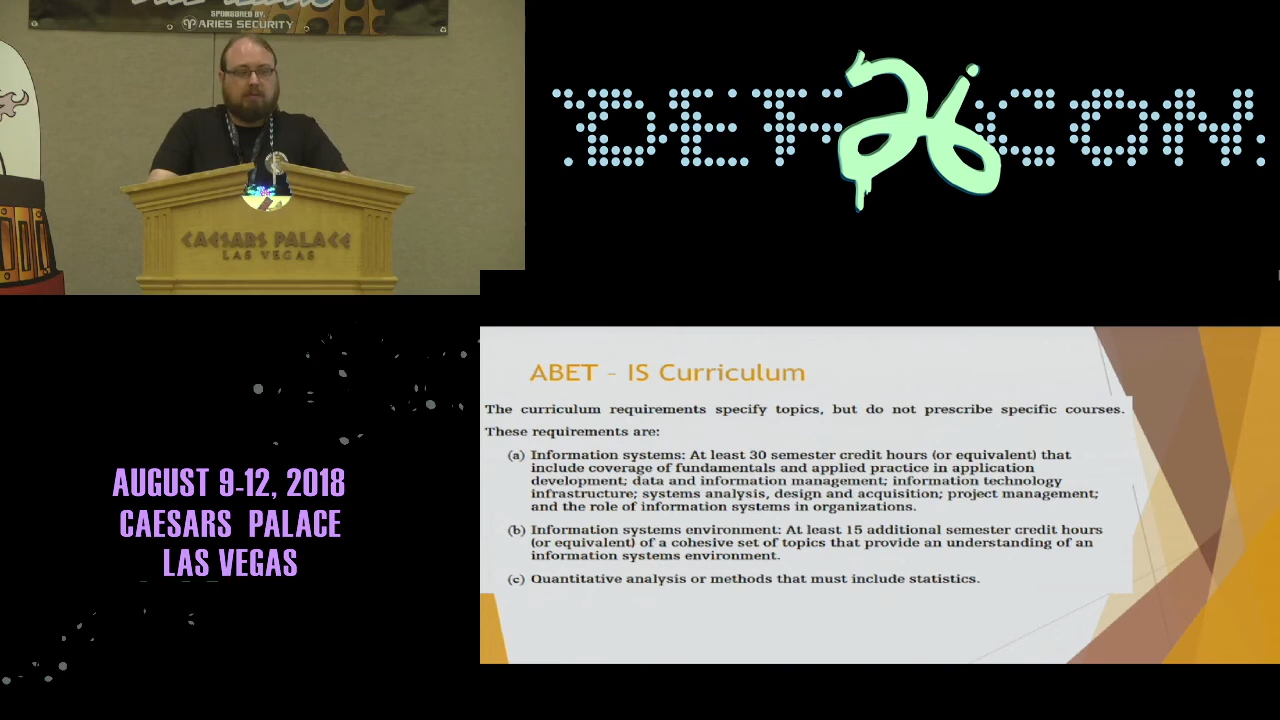 SPONSORED BY:
ARIES SECURITY
CAESARS PALACE
LAS VEGAS
DEF CON
26
AUGUST 9-12, 2018
CAESARS PALACE
LAS VEGAS
ABET - IS Curriculum
The curriculum requirements specify topics, but do not prescribe specific courses.
These requirements are:
(a) Information systems: At least 30 semester credit hours (or equivalent) that
include coverage of fundamentals and applied practice in application
development; data and information management; information technology
infrastructure; systems analysis, design and acquisition; project management;
and the role of information systems in organizations.
(b) Information systems environment: At least 15 additional semester credit hours
(or equivalent) of a cohesive set of topics that provide an understanding of an
information systems environment.
(c) Quantitative analysis or methods that must include statistics.